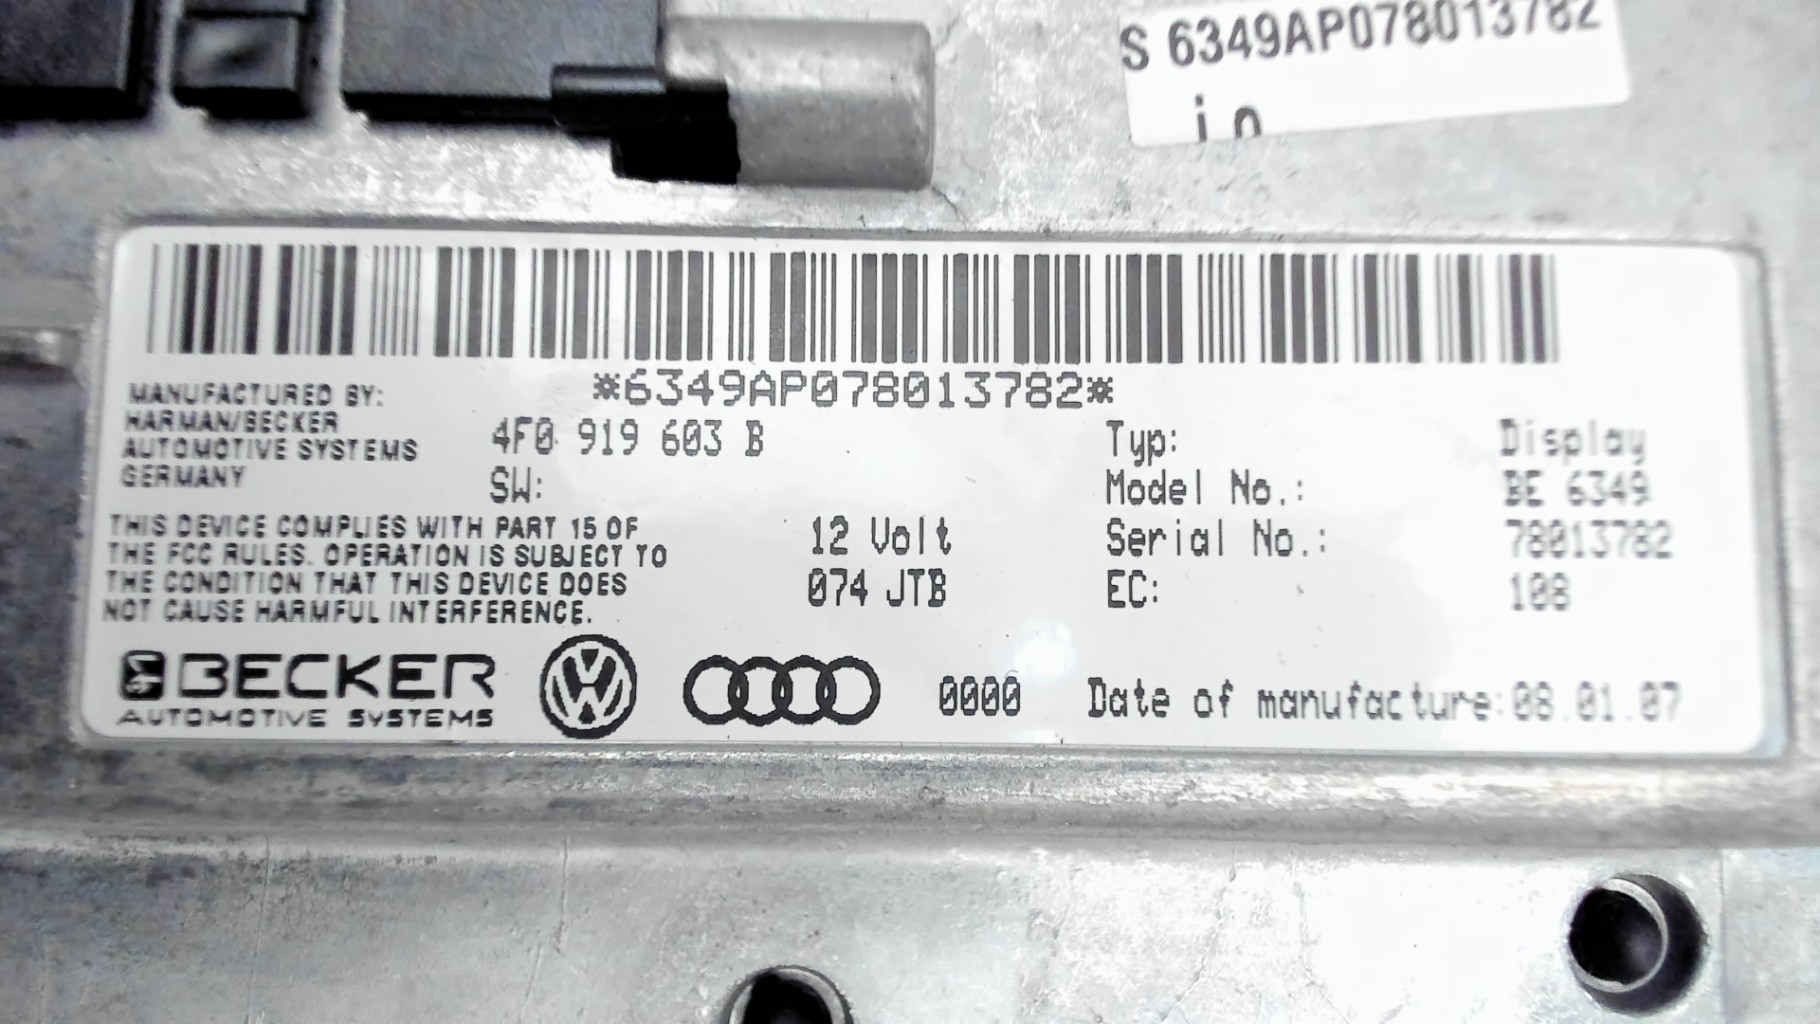 S 6349AP078013782
i.o
*6349AP078013782*
MANUFACTURED BY:
HARMAN/BECKER
AUTOMOTIVE SYSTEMS
GERMANY
4F0 919 603 B
SW:
THIS DEVICE COMPLIES WITH PART 15 OF
THE FCC RULES. OPERATION IS SUBJECT TO
THE CONDITION THAT THIS DEVICE DOES
NOT CAUSE HARMFUL INTERFERENCE.
12 Volt
074 JTB
Typ: Display
Model No.: BE 6349
Serial No.: 78013782
EC: 108
BECKER
AUTOMOTIVE SYSTEMS
0000
Date of manufacture:08.01.07